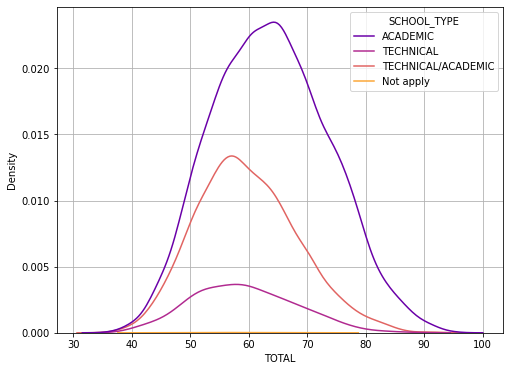 SCHOOL_TYPE
ACADEMIC
TECHNICAL
TECHNICAL/ACADEMIC
Not apply
0.020
0.015
0.010
0.005
0.000
Density
30 40 50 60 70 80 90 100
TOTAL